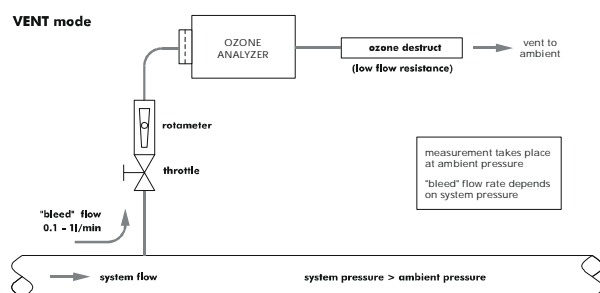 VENT mode
OZONE
ANALYZER
ozone destruct
(low flow resistance)
vent to
ambient
rotameter
throttle
measurement takes place
at ambient pressure
"bleed" flow rate depends
on system pressure
"bleed" flow
0.1 - 1l/min
system flow
system pressure > ambient pressure